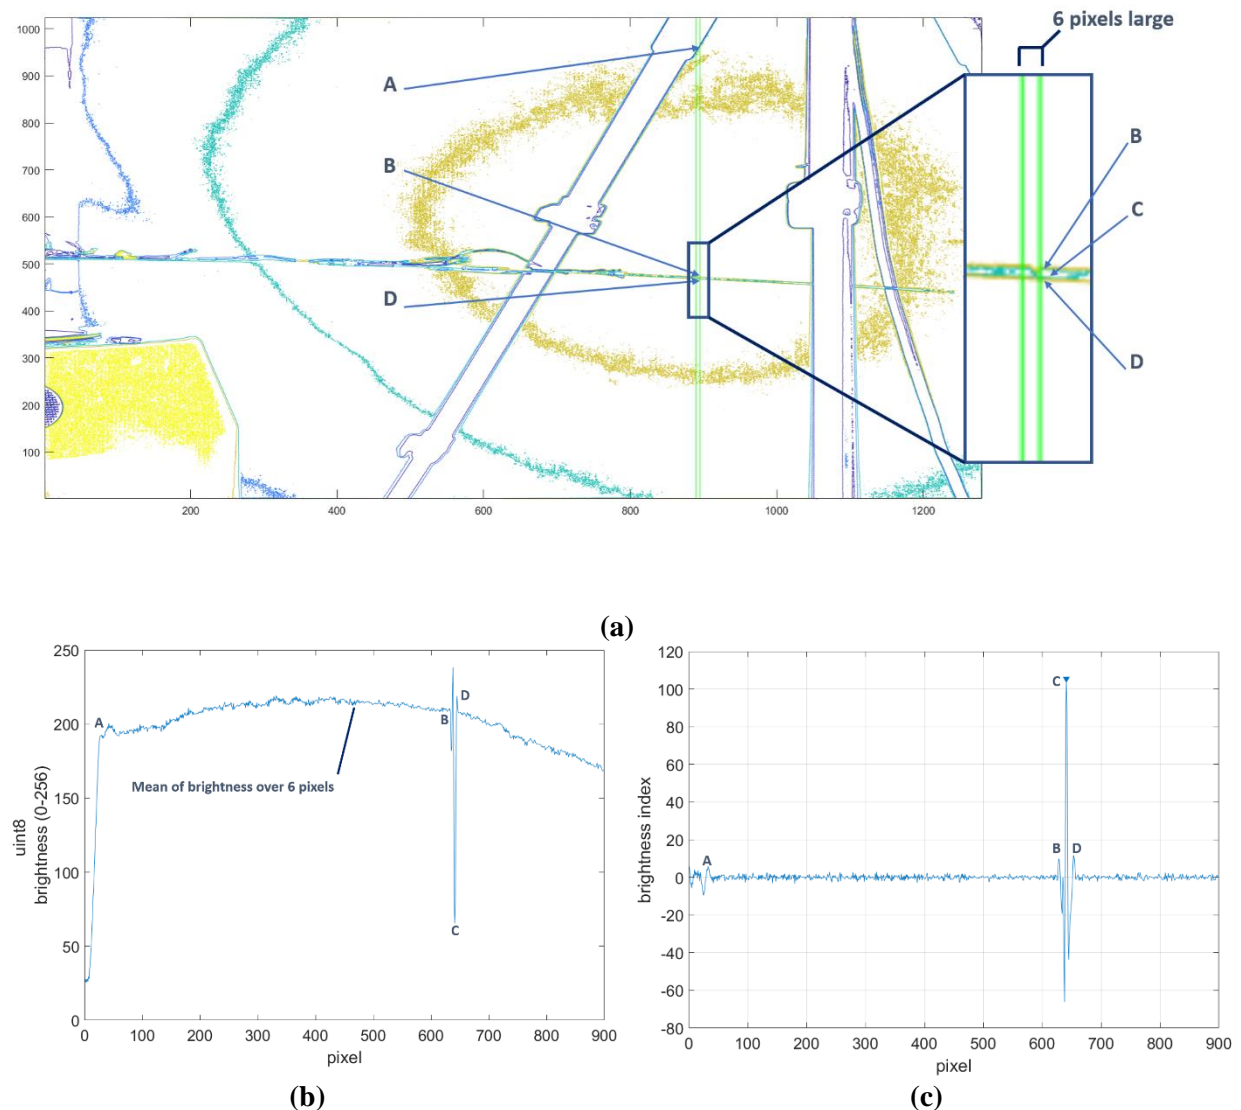 6 pixels large
1000
900
800
700
600
500
400
300
200
100
200
400
600
800
1000
1200
A
B
D
B
C
D
(a)
250
200
150
100
50
0
0
100
200
300
400
500
600
700
800
900
uint8
brightness (0-256)
pixel
A
B
D
C
Mean of brightness over 6 pixels
(b)
120
100
80
60
40
20
0
-20
-40
-60
-80
0
100
200
300
400
500
600
700
800
900
brightness index
pixel
C
A
B
D
(c)